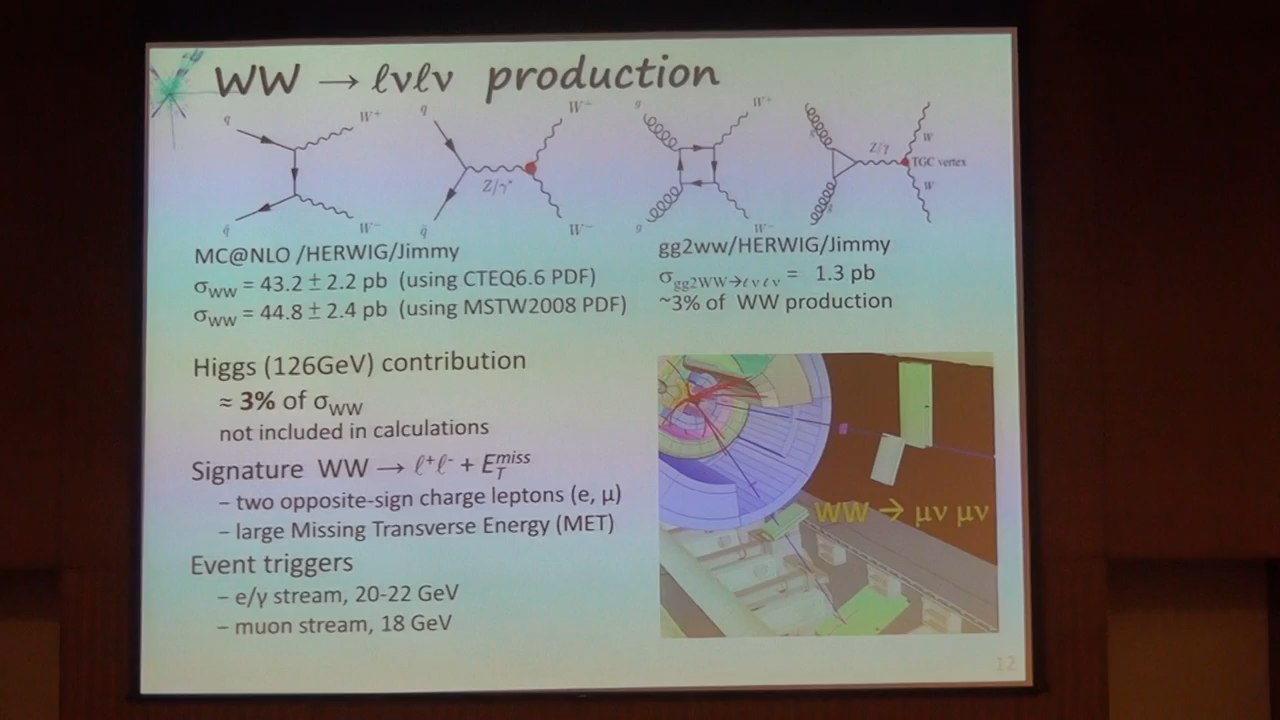 WW → ℓνℓν production
q W⁺ q W⁻ g W⁺
Z/γ* Z/γ TGC vertex
W
W
g
q̄ W⁻ q̄ W⁻ g W⁻
MC@NLO /HERWIG/Jimmy
σWW = 43.2 ± 2.2 pb (using CTEQ6.6 PDF)
σWW = 44.8 ± 2.4 pb (using MSTW2008 PDF)
gg2ww/HERWIG/Jimmy
σgg2WW→ℓνℓν = 1.3 pb
~3% of WW production
Higgs (126GeV) contribution
≈ 3% of σWW
not included in calculations
Signature WW → ℓ⁺ℓ⁻ + E_T^miss
– two opposite-sign charge leptons (e, μ)
– large Missing Transverse Energy (MET)
Event triggers
– e/γ stream, 20-22 GeV
– muon stream, 18 GeV
WW → μν μν
12